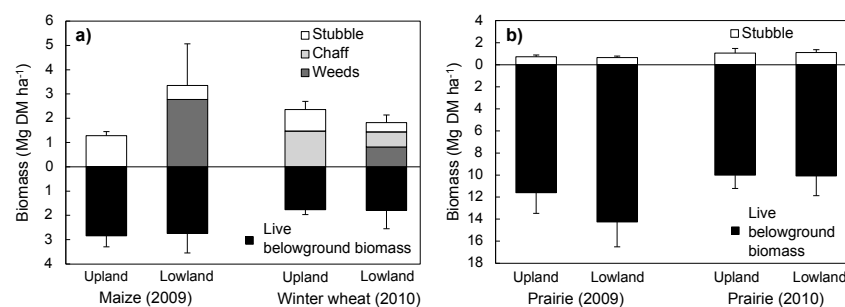 a)
Stubble
Chaff
Weeds
Biomass (Mg DM ha⁻¹)
6
5
4
3
2
1
0
1
2
3
4
Live
belowground biomass
Upland Lowland Upland Lowland
Maize (2009) Winter wheat (2010)
b)
Stubble
Biomass (Mg DM ha⁻¹)
4
2
0
2
4
6
8
10
12
14
16
18
Live
belowground
biomass
Upland Lowland Upland Lowland
Prairie (2009) Prairie (2010)